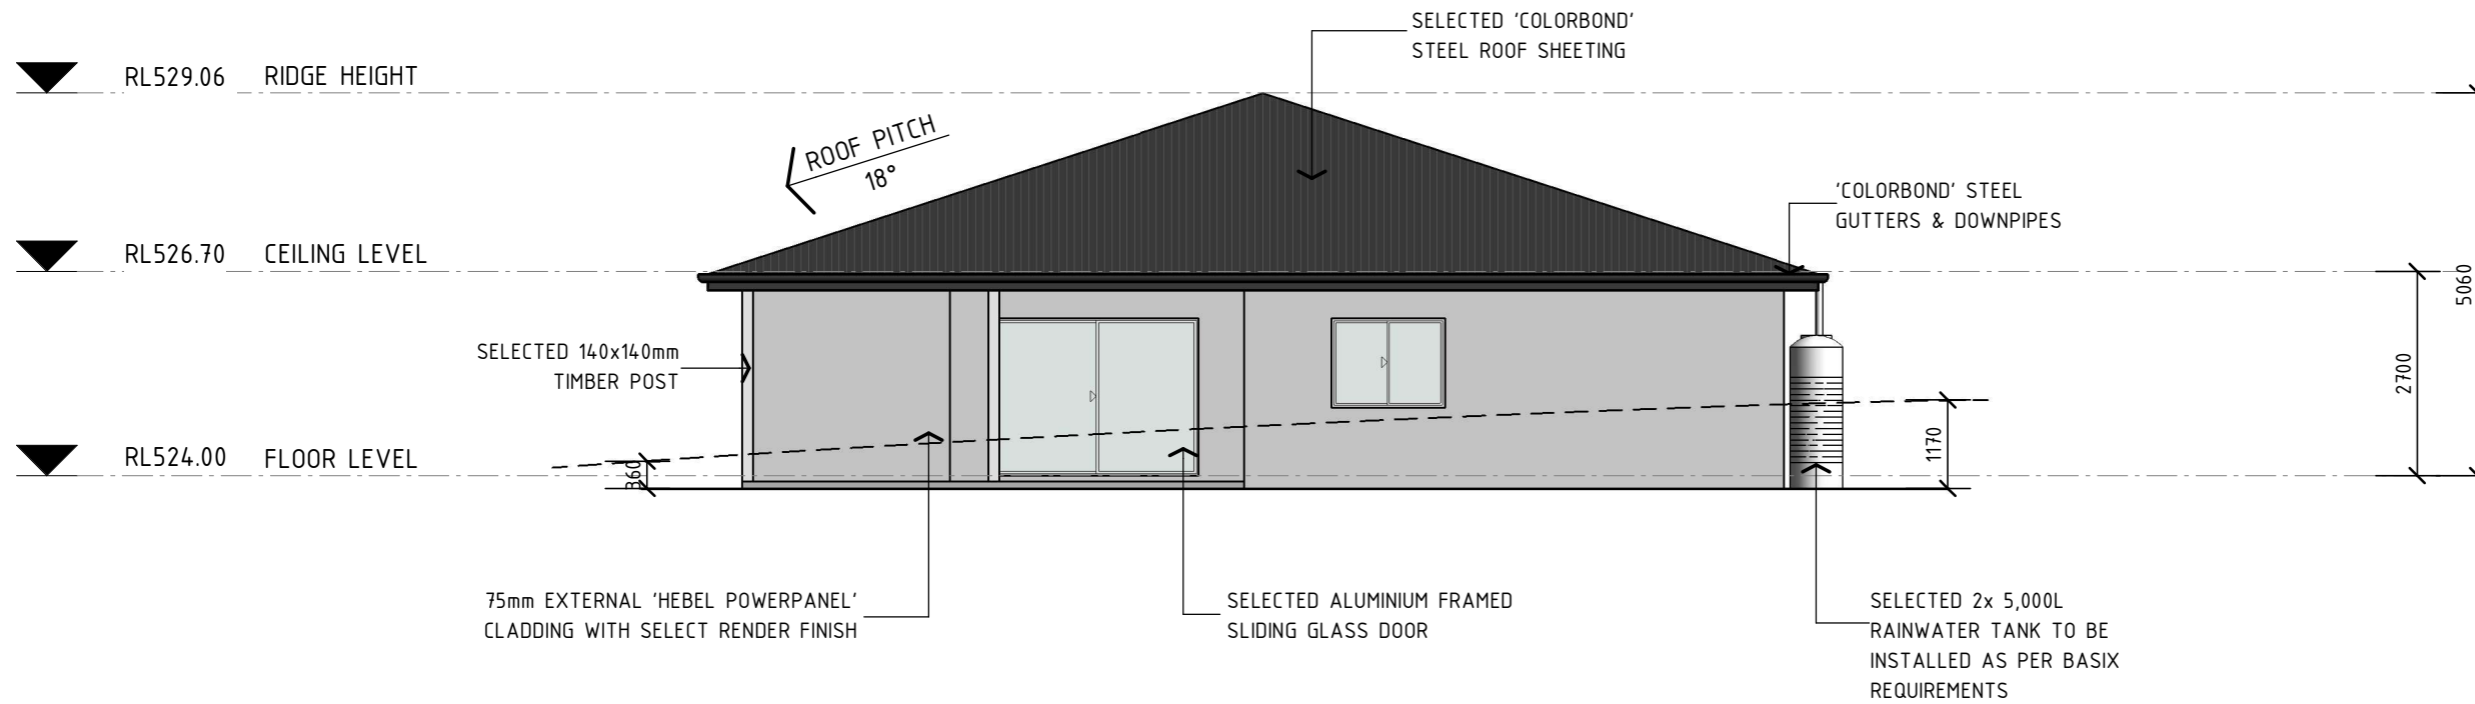 SELECTED 'COLORBOND'
STEEL ROOF SHEETING
RL529.06 RIDGE HEIGHT
ROOF PITCH
18°
'COLORBOND' STEEL
GUTTERS & DOWNPIPES
RL526.70 CEILING LEVEL
5060
2700
SELECTED 140x140mm
TIMBER POST
1170
RL524.00 FLOOR LEVEL
360
75mm EXTERNAL 'HEBEL POWERPANEL'
CLADDING WITH SELECT RENDER FINISH
SELECTED ALUMINIUM FRAMED
SLIDING GLASS DOOR
SELECTED 2x 5,000L
RAINWATER TANK TO BE
INSTALLED AS PER BASIX
REQUIREMENTS